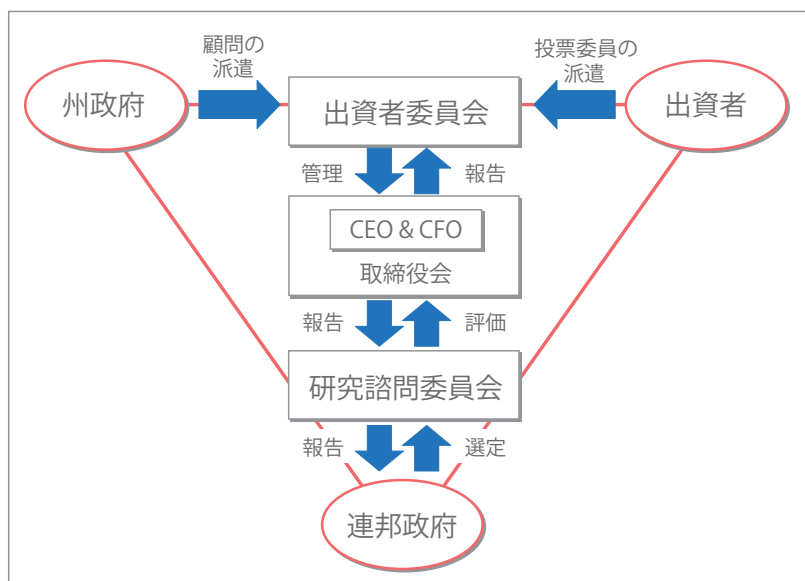 顧問の
派遣
投票委員の
派遣
州政府
出資者委員会
出資者
管理
報告
CEO & CFO
取締役会
報告
評価
研究諮問委員会
報告
選定
連邦政府